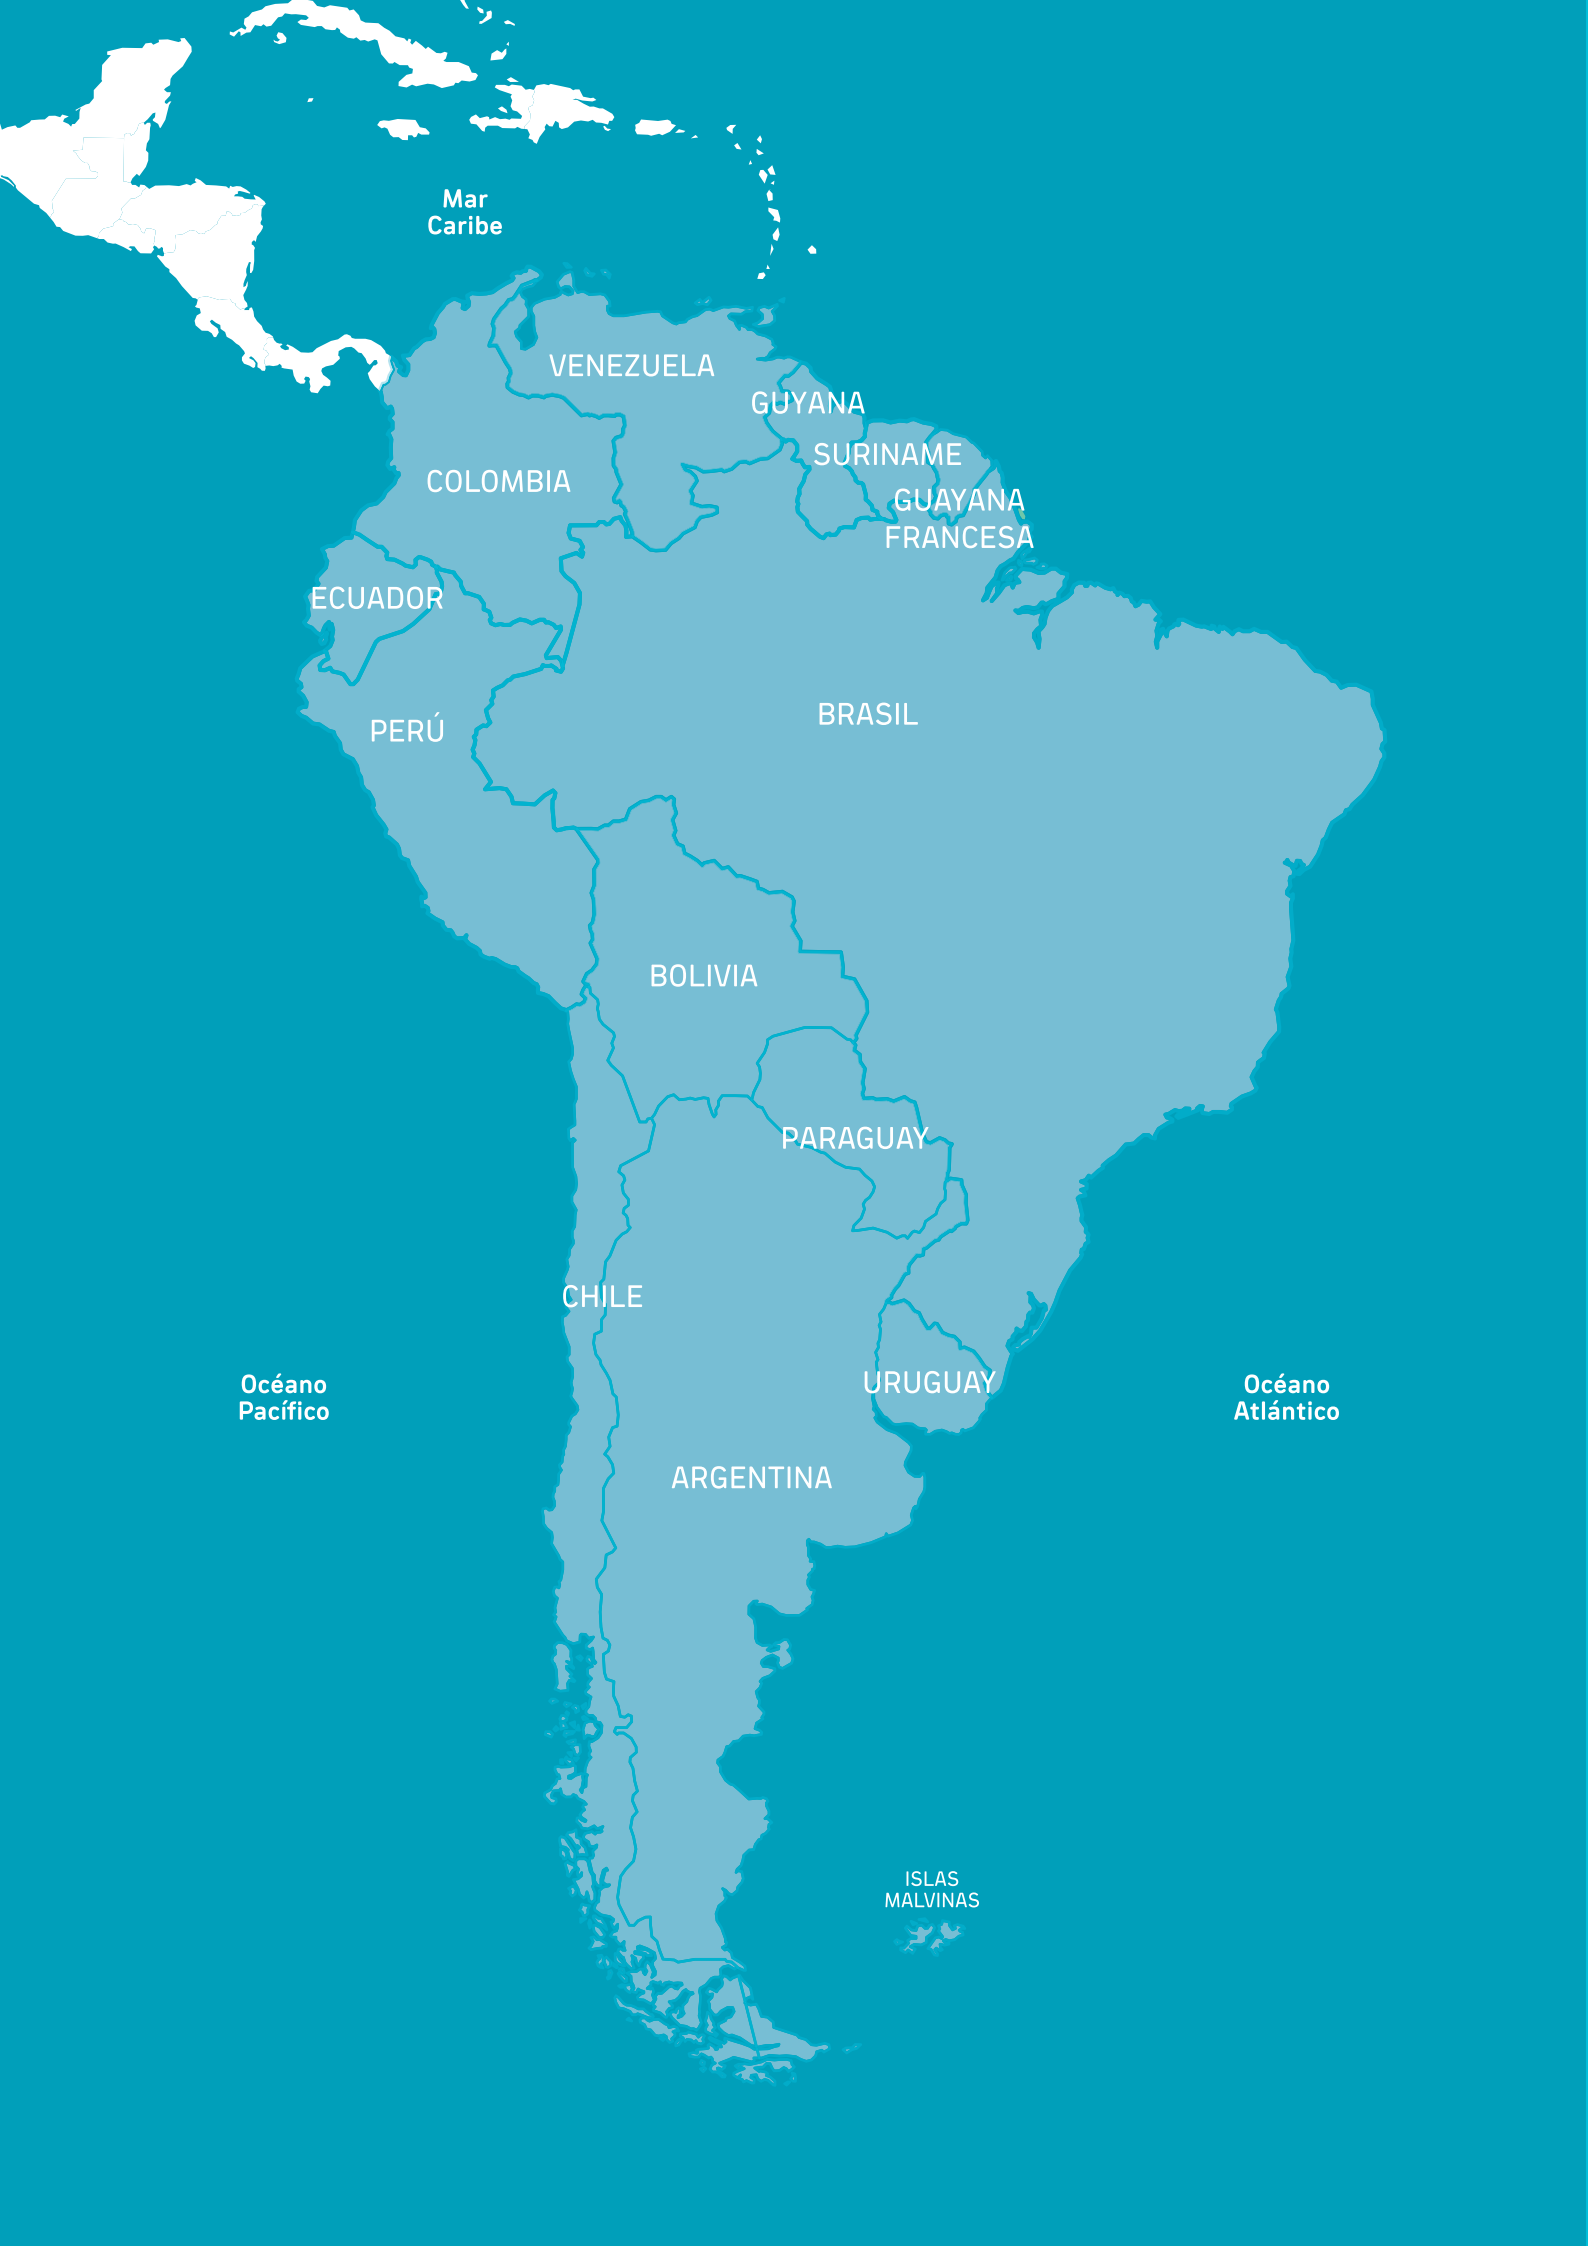 Mar
Caribe
VENEZUELA
GUYANA
SURINAME
COLOMBIA
GUAYANA
FRANCESA
ECUADOR
BRASIL
PERÚ
BOLIVIA
PARAGUAY
CHILE
URUGUAY
Océano
Pacífico
Océano
Atlántico
ARGENTINA
ISLAS
MALVINAS